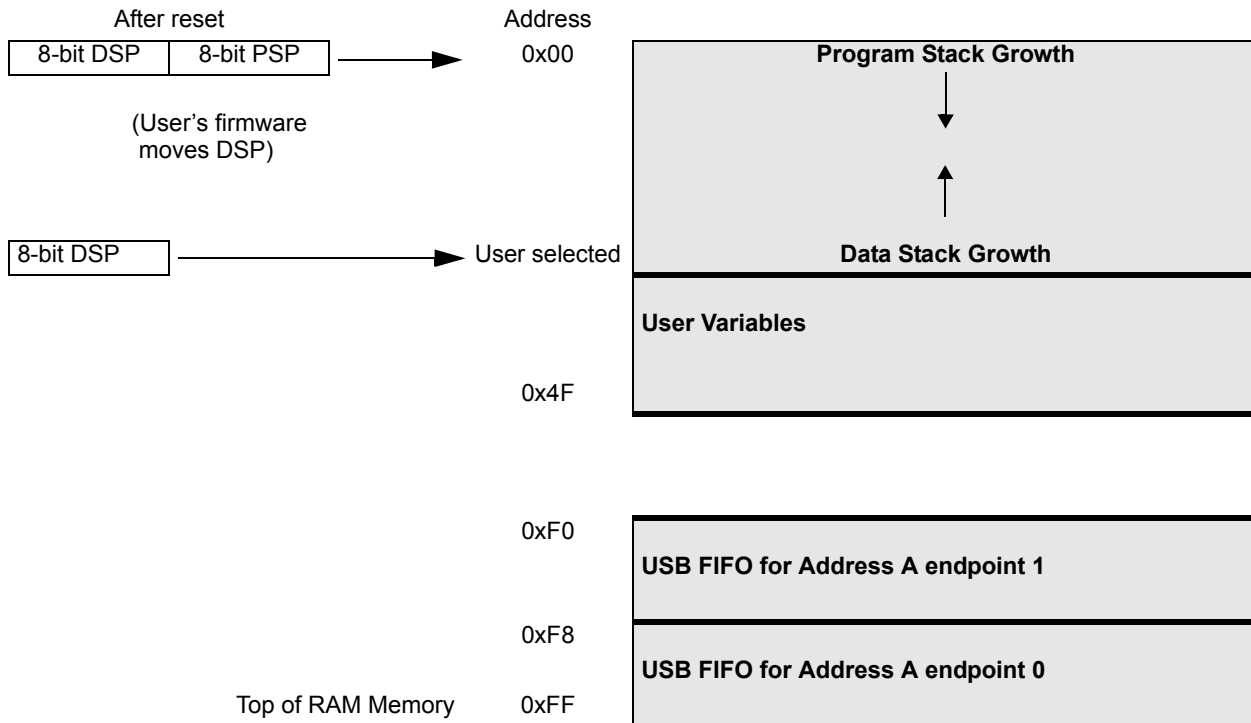 After reset
Address
8-bit DSP
8-bit PSP
0x00
Program Stack Growth
(User’s firmware
moves DSP)
8-bit DSP
User selected
Data Stack Growth
User Variables
0x4F
0xF0
USB FIFO for Address A endpoint 1
0xF8
USB FIFO for Address A endpoint 0
Top of RAM Memory
0xFF